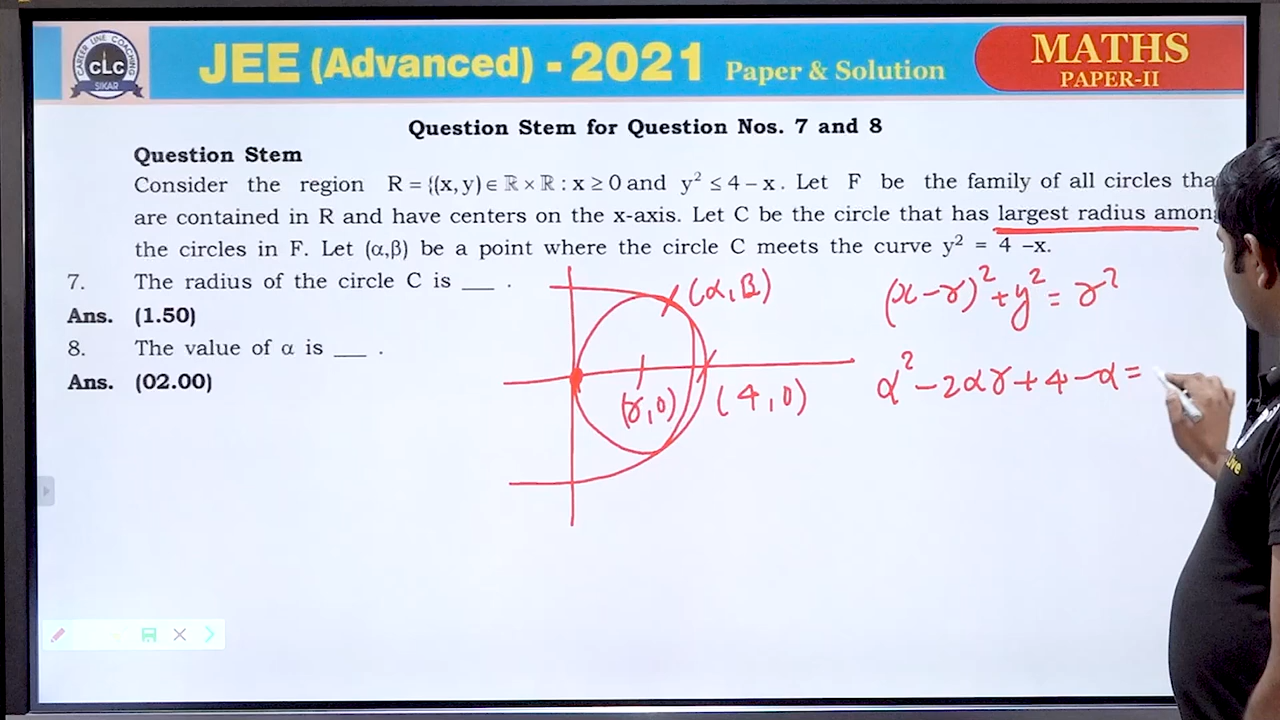 CAREER LINE COACHING
CLC
SIKAR
JEE (Advanced) - 2021 Paper & Solution
MATHS
PAPER-II
Question Stem for Question Nos. 7 and 8
Question Stem
Consider the region R = {(x, y) ∈ ℝ × ℝ : x ≥ 0 and y² ≤ 4 – x. Let F be the family of all circles tha
are contained in R and have centers on the x-axis. Let C be the circle that has largest radius among
the circles in F. Let (α,β) be a point where the circle C meets the curve y² = 4 –x.
7. The radius of the circle C is ___ .
Ans. (1.50)
8. The value of α is ___ .
Ans. (02.00)
(α, β)
(r, 0)
(4, 0)
(x-r)² + y² = r²
α² - 2αr + 4 - α =
Live